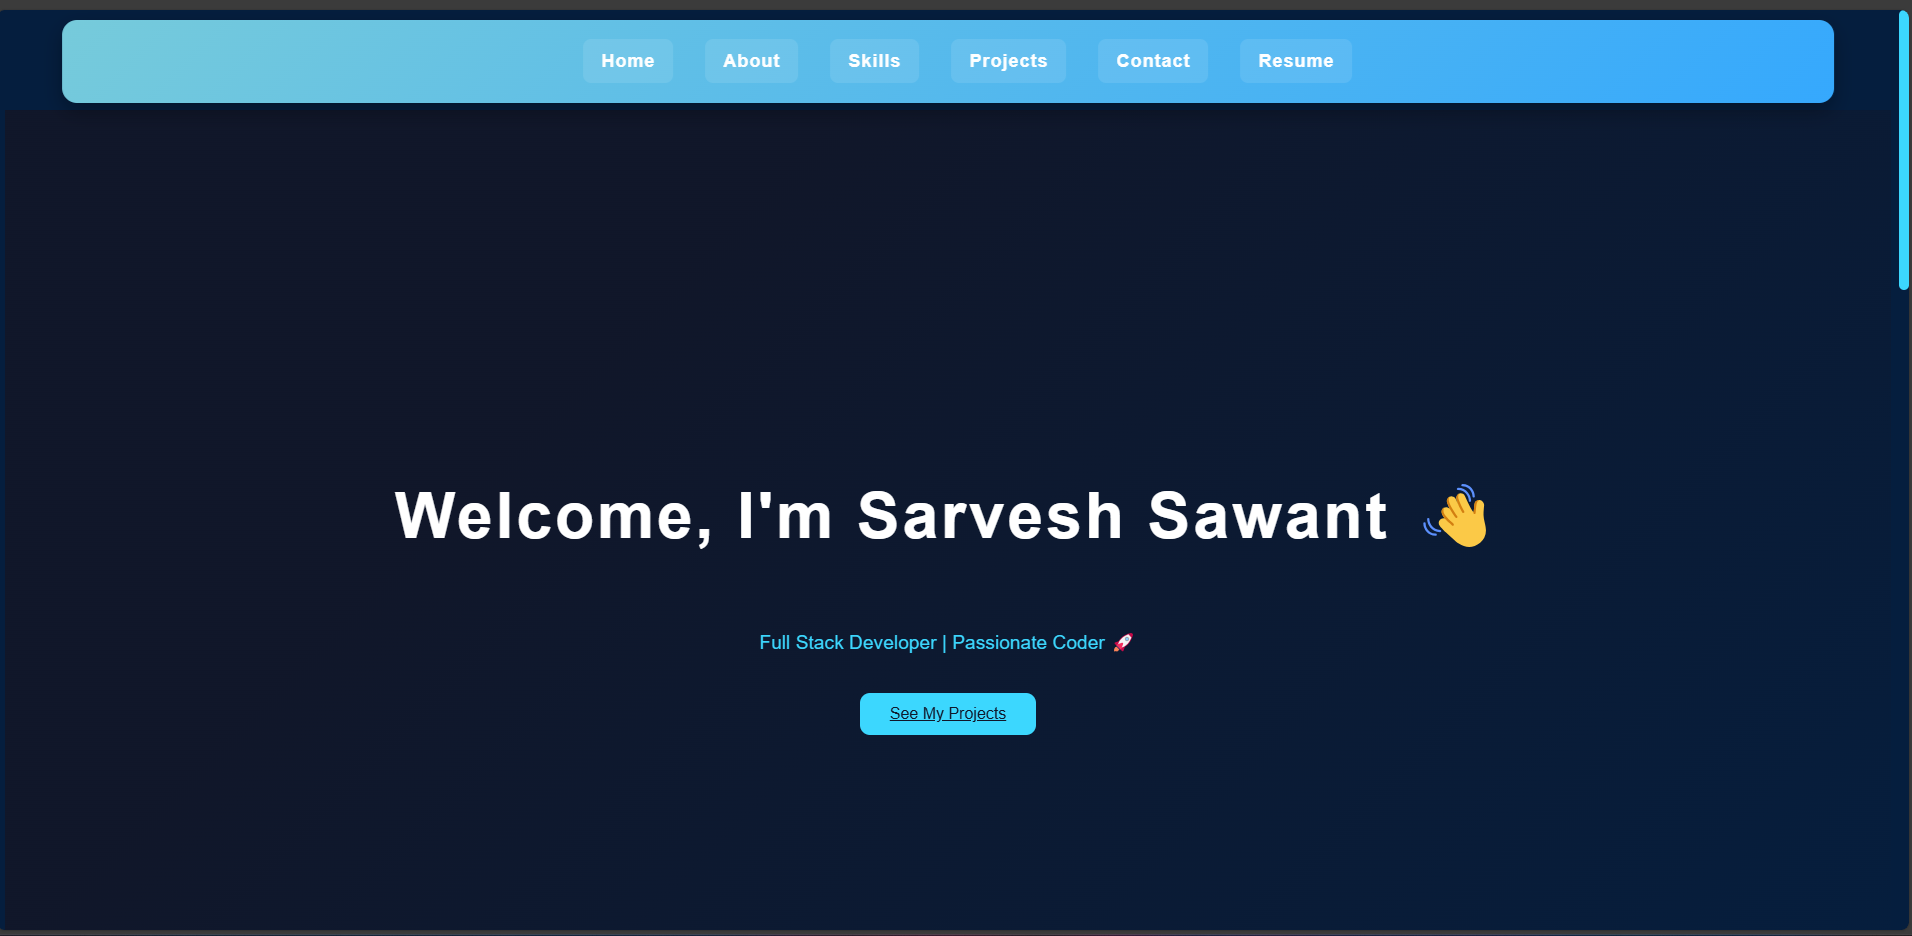 Home About Skills Projects Contact Resume
Welcome, I'm Sarvesh Sawant 👋
Full Stack Developer | Passionate Coder 🚀
See My Projects